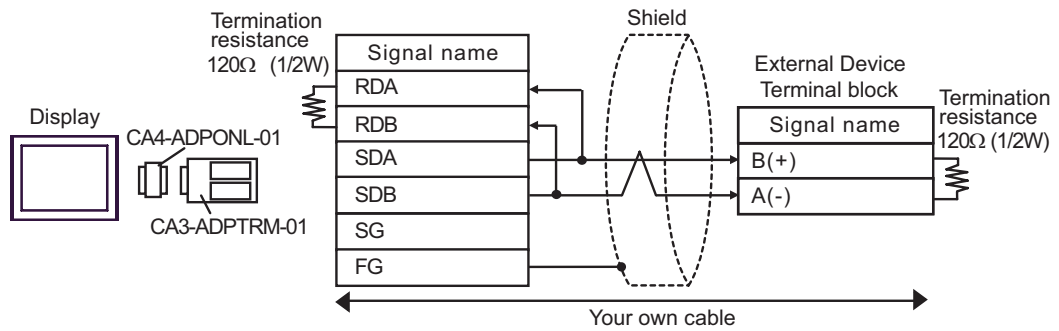 Shield
Termination
resistance
120Ω (1/2W)
Signal name
RDA
RDB
SDA
SDB
SG
FG
External Device
Terminal block
Signal name
B(+)
A(-)
Termination
resistance
120Ω (1/2W)
Display
CA4-ADPONL-01
CA3-ADPTRM-01
Your own cable